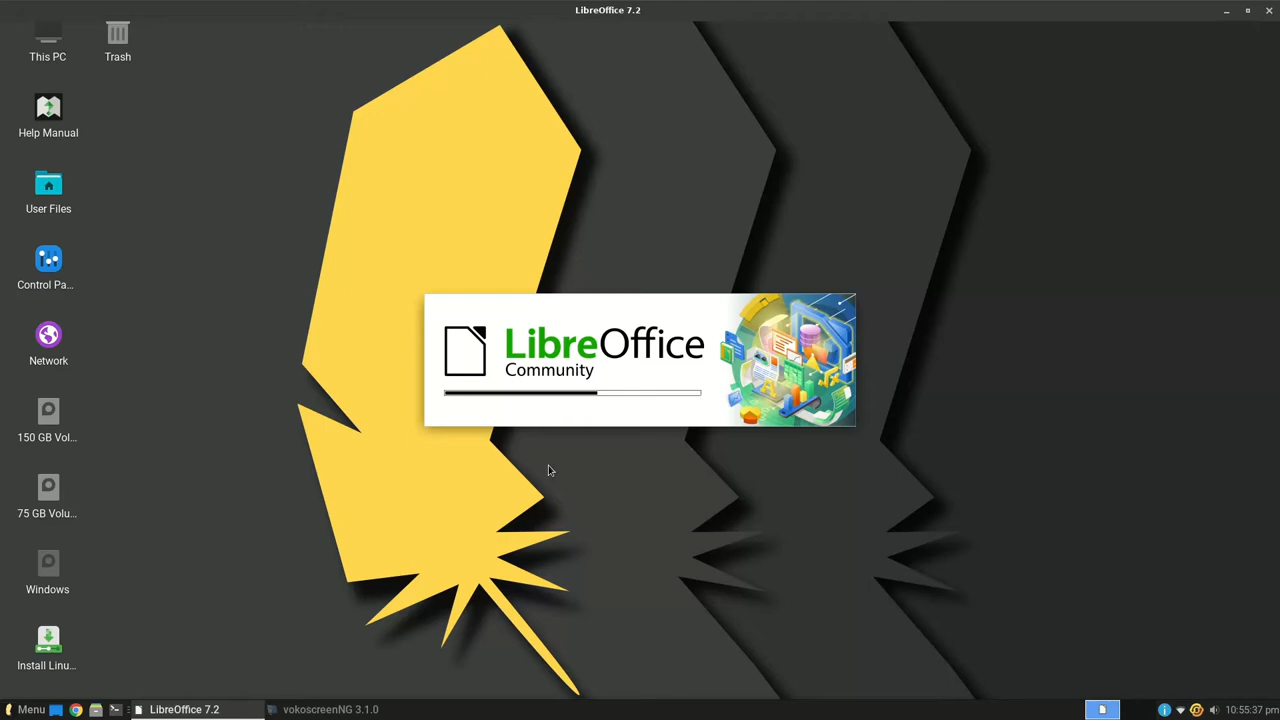 LibreOffice 7.2
This PC
Trash
Help Manual
User Files
Control Pa...
Network
150 GB Vol...
75 GB Volu...
Windows
Install Linu...
LibreOffice
Community
Menu
LibreOffice 7.2
vokoscreenNG 3.1.0
10:55:37 pm